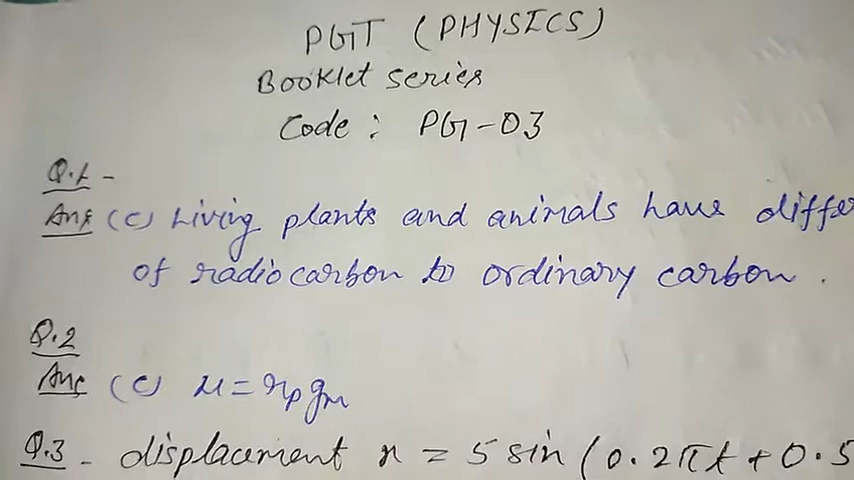 PGT (PHYSICS)
Booklet series
Code : PG-03
Q.1 -
Ans (c) Living plants and animals have differ
of radiocarbon to ordinary carbon .
Q.2
Ans (c) μ = rp gm
Q.3 - displacement x = 5 sin (0.2πt + 0.5